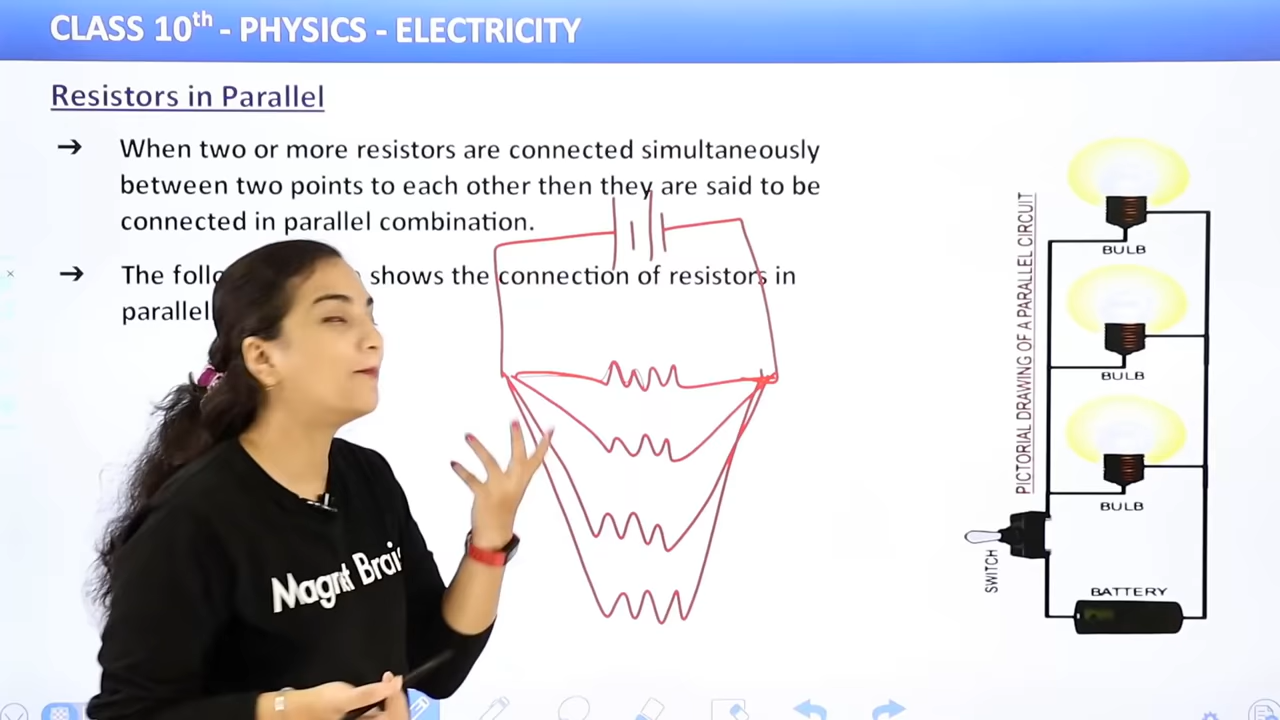 CLASS 10th - PHYSICS - ELECTRICITY
Resistors in Parallel
➔ When two or more resistors are connected simultaneously
between two points to each other then they are said to be
connected in parallel combination.
➔ The shows the connection of resistors in
parallel
PICTORIAL DRAWING OF A PARALLEL CIRCUIT
BULB
BULB
BULB
SWITCH
BATTERY
Magnet